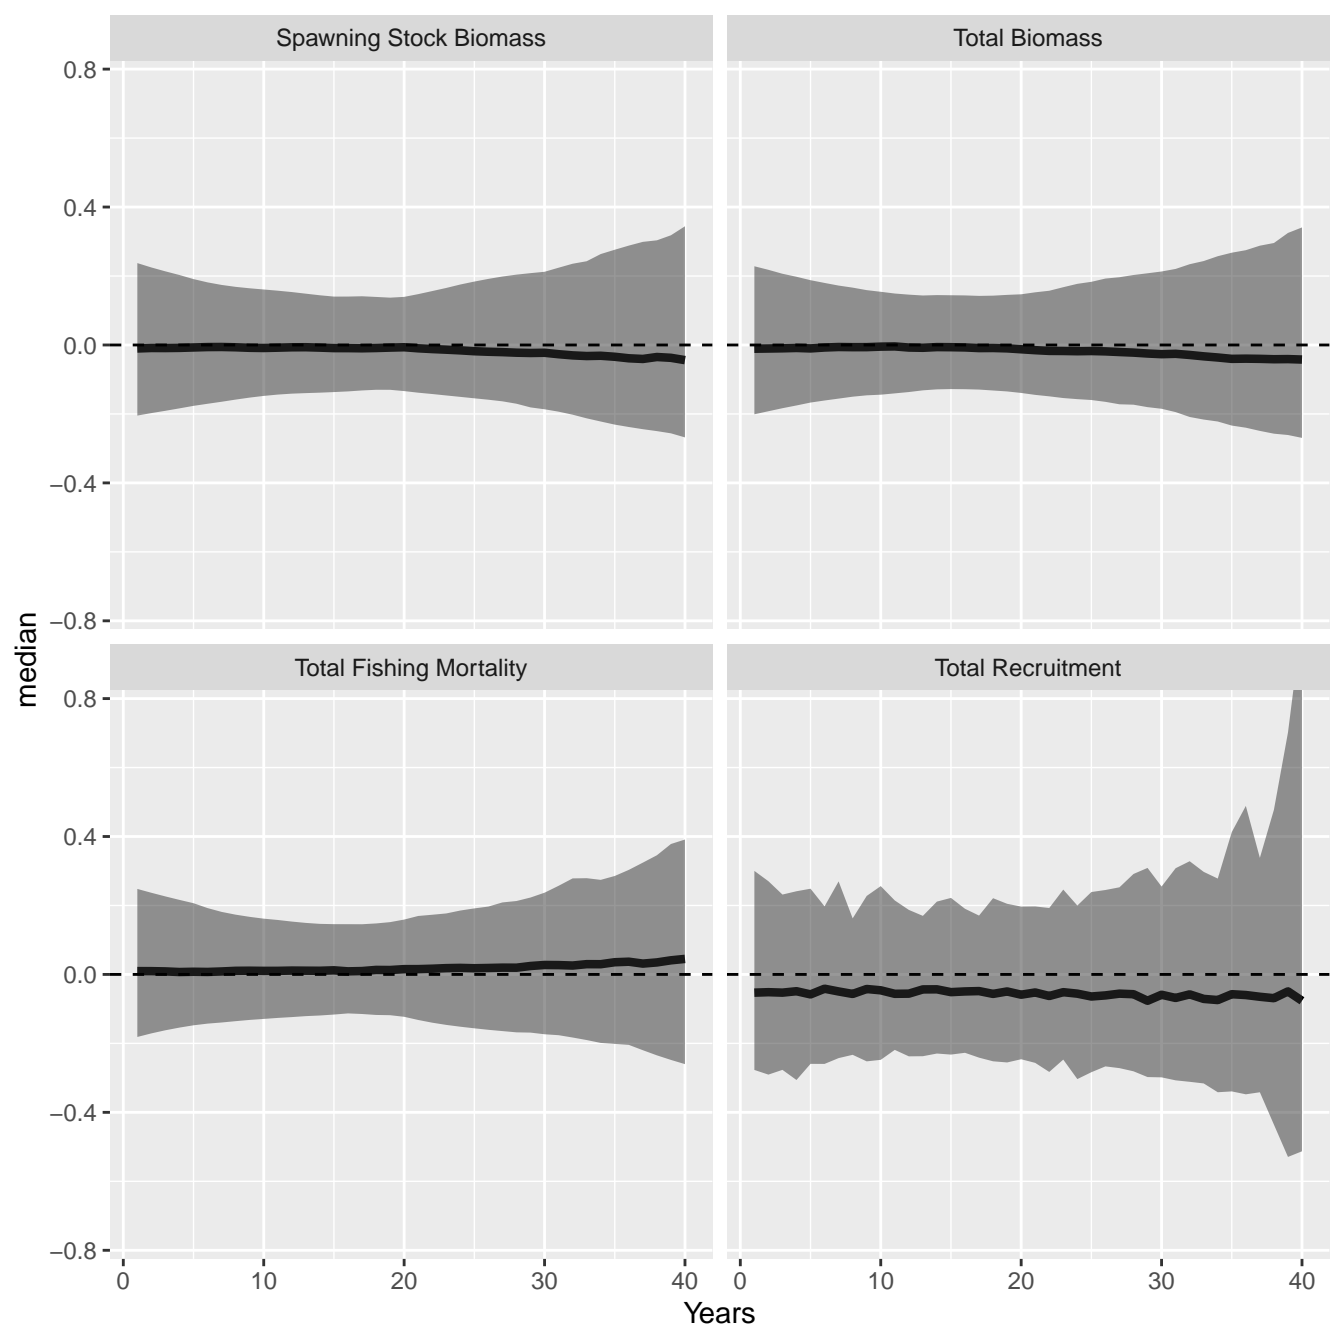 Spawning Stock Biomass
Total Biomass
0.8
0.4
0.0
−0.4
−0.8
median
Total Fishing Mortality
Total Recruitment
0.8
0.4
0.0
−0.4
−0.8
0 10 20 30 40
0 10 20 30 40
Years